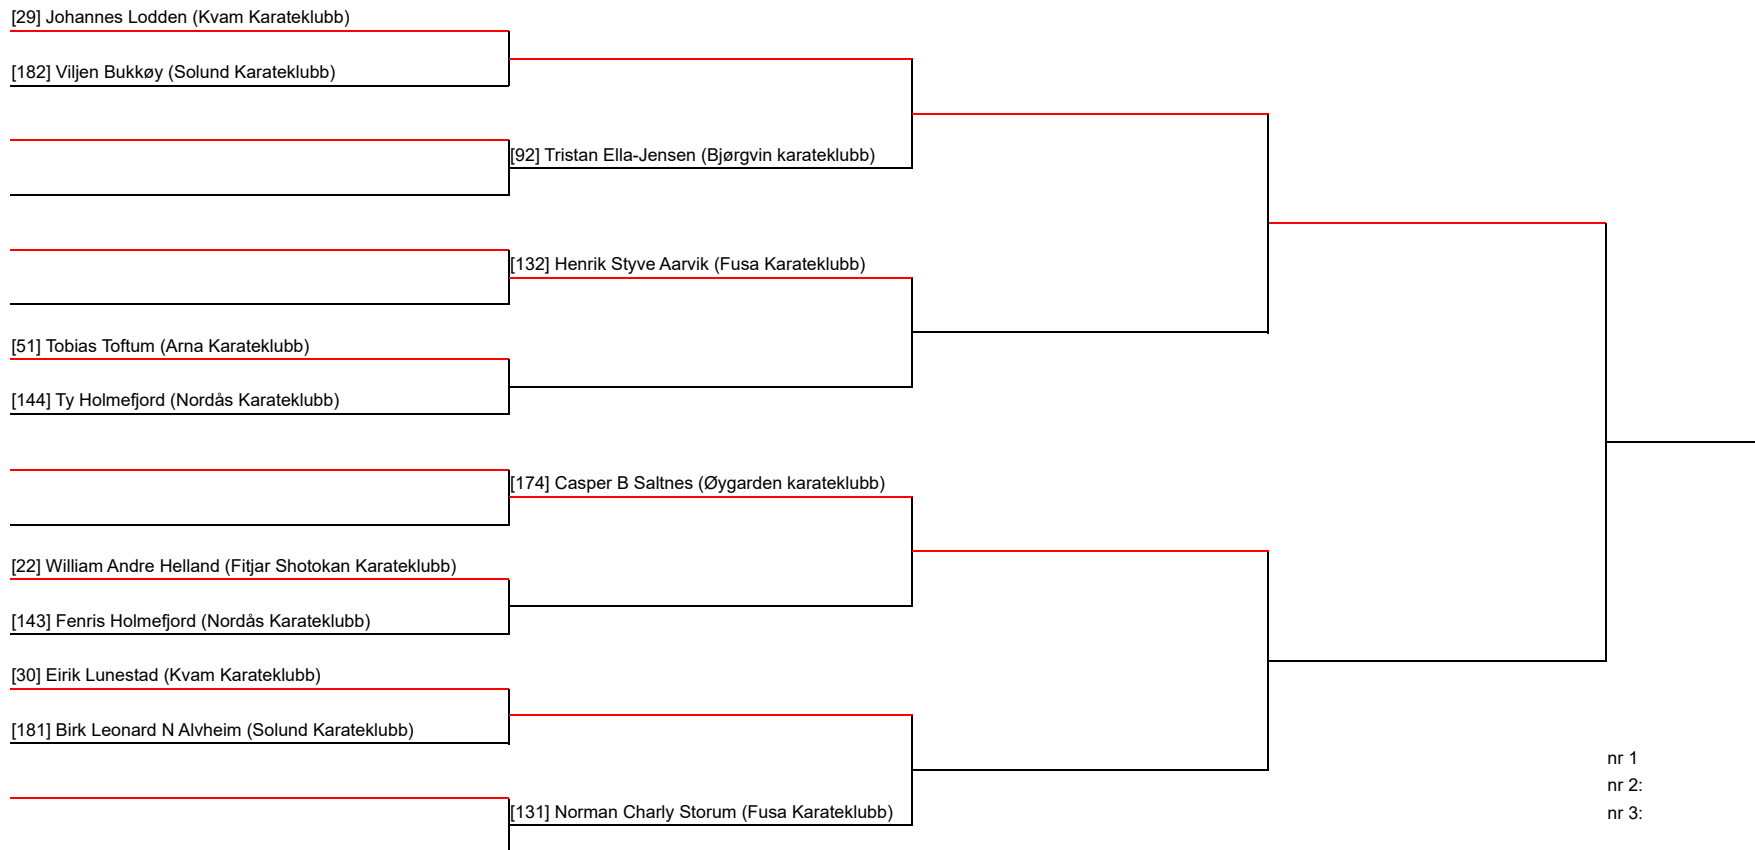 [29] Johannes Lodden (Kvam Karateklubb)
[182] Viljen Bukkøy (Solund Karateklubb)
[92] Tristan Ella-Jensen (Bjørgvin karateklubb)
[132] Henrik Styve Aarvik (Fusa Karateklubb)
[51] Tobias Toftum (Arna Karateklubb)
[144] Ty Holmefjord (Nordås Karateklubb)
[174] Casper B Saltnes (Øygarden karateklubb)
[22] William Andre Helland (Fitjar Shotokan Karateklubb)
[143] Fenris Holmefjord (Nordås Karateklubb)
[30] Eirik Lunestad (Kvam Karateklubb)
[181] Birk Leonard N Alvheim (Solund Karateklubb)
[131] Norman Charly Storum (Fusa Karateklubb)
nr 1
nr 2:
nr 3: